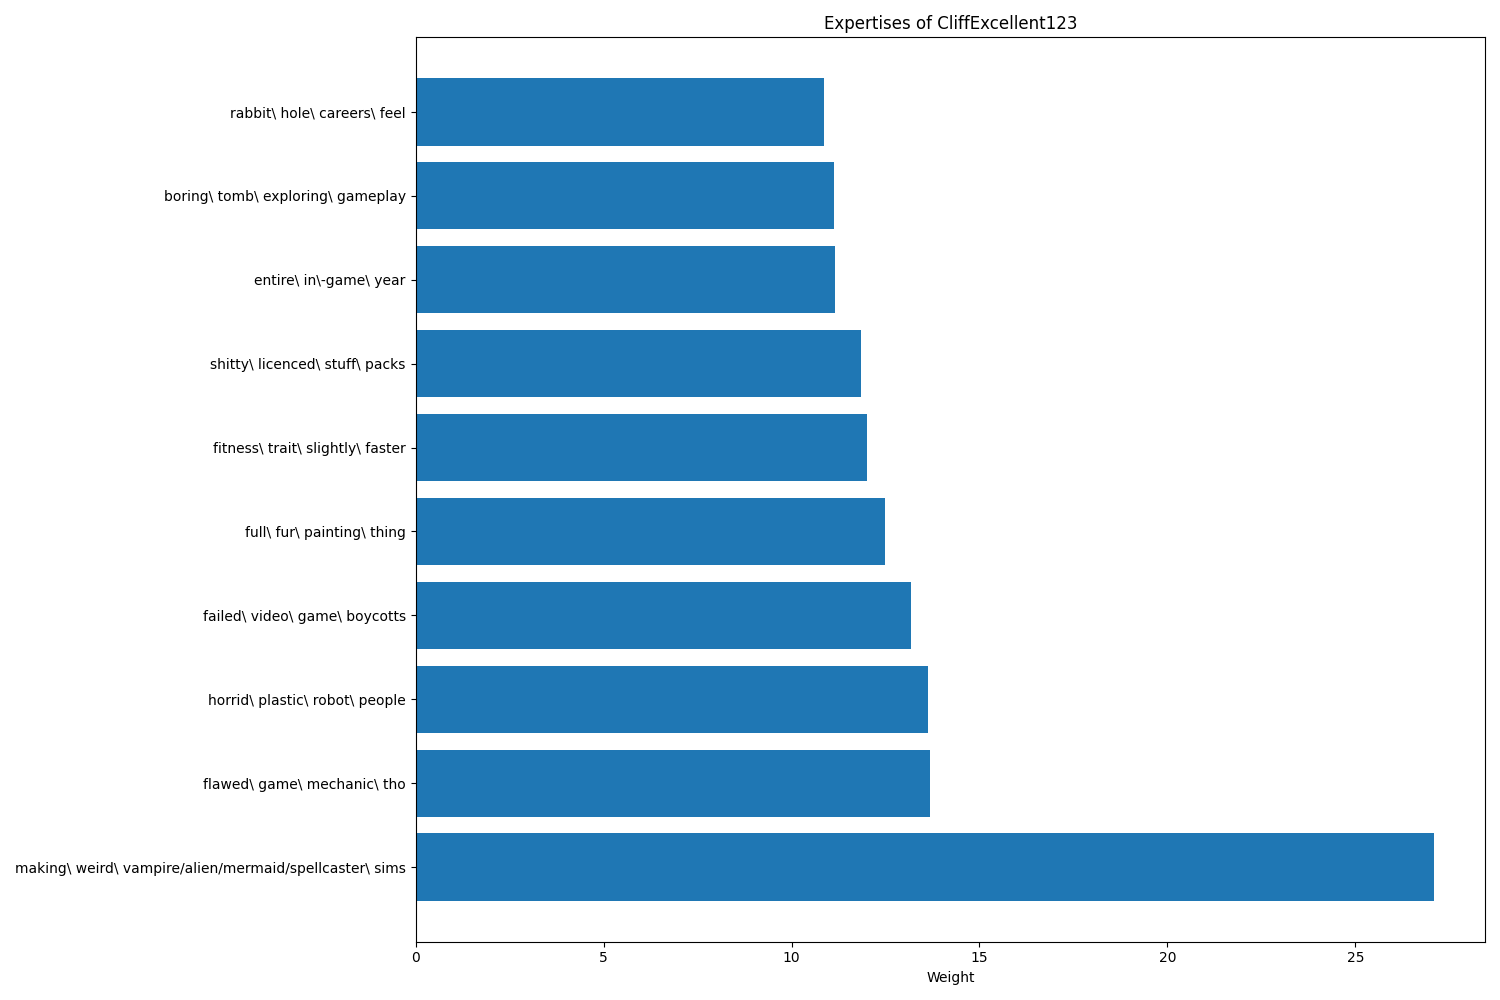 Expertises of CliffExcellent123
rabbit\ hole\ careers\ feel
boring\ tomb\ exploring\ gameplay
entire\ in\-game\ year
shitty\ licenced\ stuff\ packs
fitness\ trait\ slightly\ faster
full\ fur\ painting\ thing
failed\ video\ game\ boycotts
horrid\ plastic\ robot\ people
flawed\ game\ mechanic\ tho
making\ weird\ vampire/alien/mermaid/spellcaster\ sims
0 5 10 15 20 25
Weight